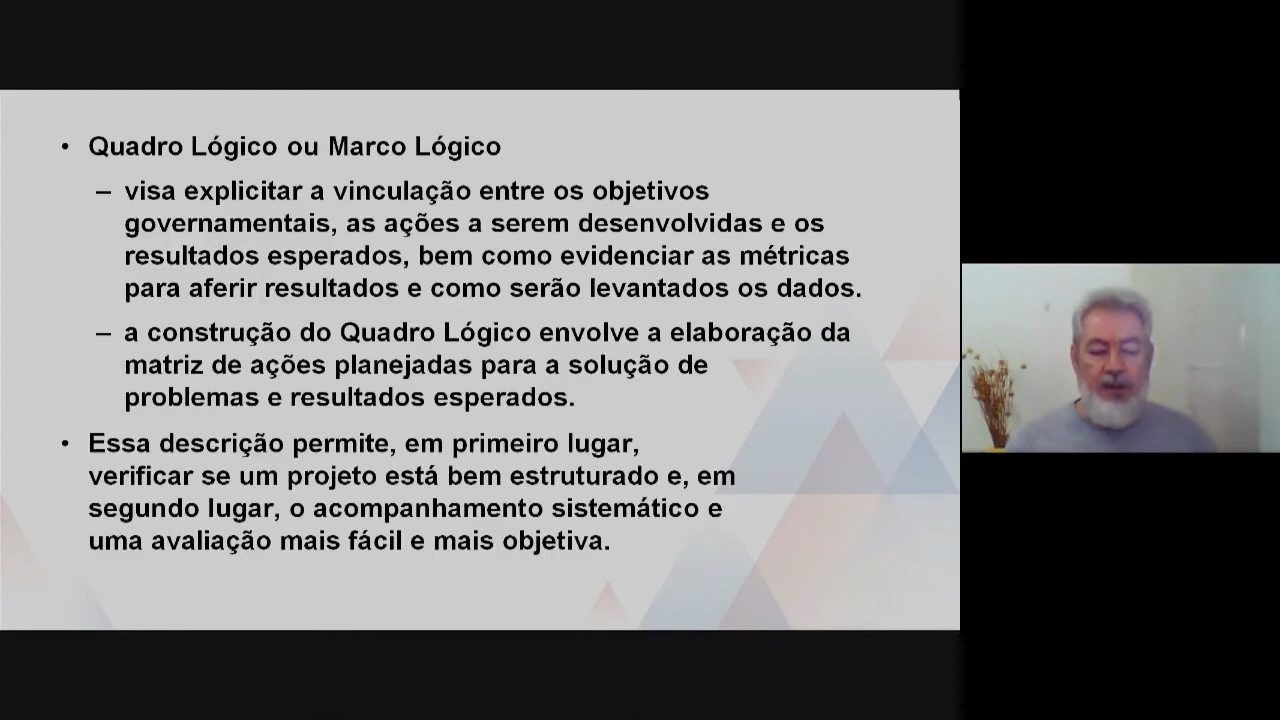 • Quadro Lógico ou Marco Lógico
– visa explicitar a vinculação entre os objetivos
governamentais, as ações a serem desenvolvidas e os
resultados esperados, bem como evidenciar as métricas
para aferir resultados e como serão levantados os dados.
– a construção do Quadro Lógico envolve a elaboração da
matriz de ações planejadas para a solução de
problemas e resultados esperados.
• Essa descrição permite, em primeiro lugar,
verificar se um projeto está bem estruturado e, em
segundo lugar, o acompanhamento sistemático e
uma avaliação mais fácil e mais objetiva.